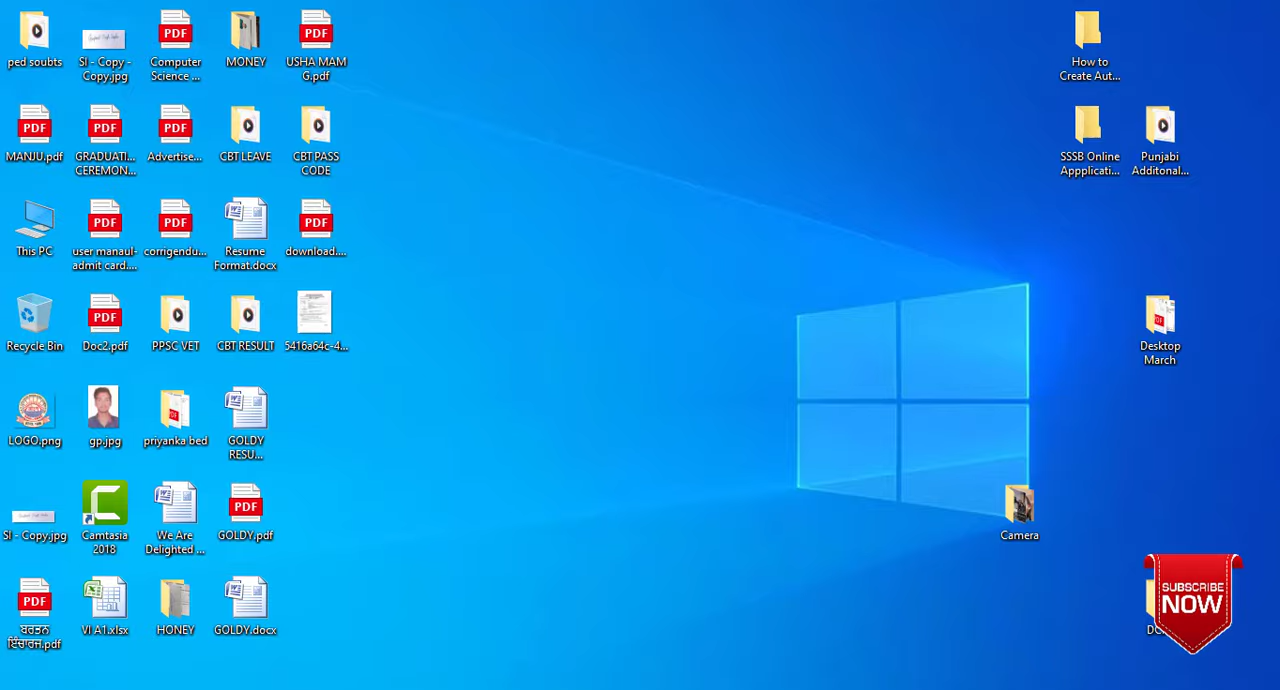 ped soubts
SI - Copy -
Copy.jpg
PDF
Computer
Science ...
MONEY
PDF
USHA MAM
G.pdf
How to
Create Aut...
PDF
MANJU.pdf
PDF
GRADUATI...
CEREMON...
PDF
Advertise...
CBT LEAVE
CBT PASS
CODE
SSSB Online
Appplicati...
Punjabi
Additonal...
This PC
PDF
user manaul-
admit card....
PDF
corrigendu...
Resume
Format.docx
PDF
download....
Recycle Bin
PDF
Doc2.pdf
PPSC VET
CBT RESULT
5416a64c-4...
PDF
Desktop
March
LOGO.png
gp.jpg
priyanka bed
GOLDY
RESU...
SI - Copy.jpg
Camtasia
2018
We Are
Delighted ...
PDF
GOLDY.pdf
Camera
PDF
ਬਰਤਨ
ਇੰਚਾਰਜ.pdf
VI A1.xlsx
HONEY
GOLDY.docx
SUBSCRIBE
NOW